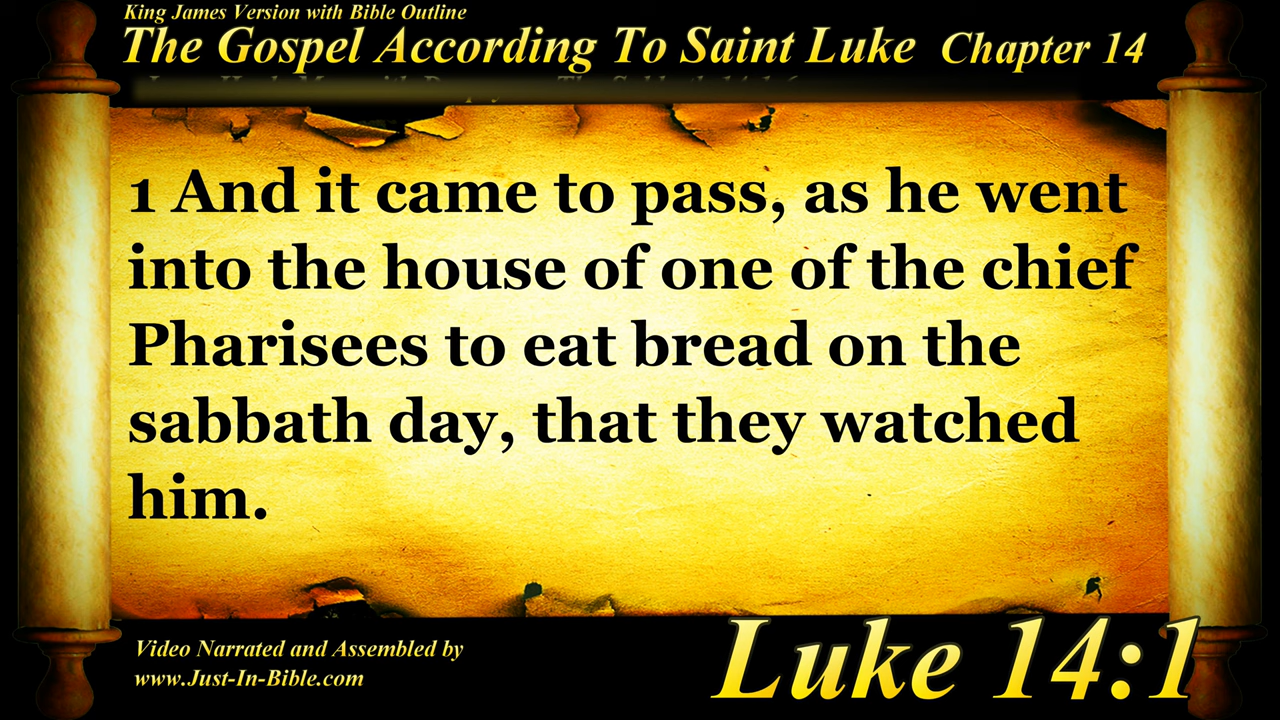 King James Version with Bible Outline
The Gospel According To Saint Luke Chapter 14
1 And it came to pass, as he went
into the house of one of the chief
Pharisees to eat bread on the
sabbath day, that they watched
him.
Video Narrated and Assembled by
www.Just-In-Bible.com
Luke 14:1